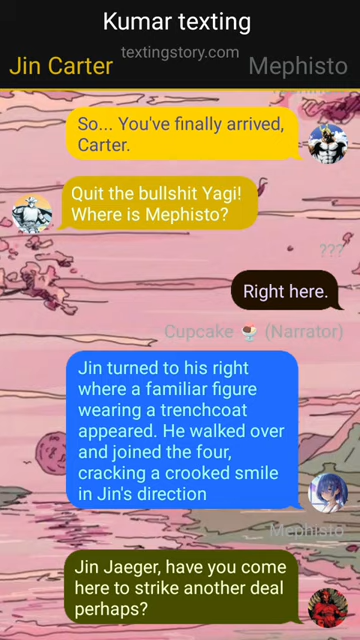 Kumar texting
textingstory.com
Jin Carter
Mephisto
So... You've finally arrived,
Carter.
Quit the bullshit Yagi!
Where is Mephisto?
???
Right here.
Cupcake 🍨 (Narrator)
Jin turned to his right
where a familiar figure
wearing a trenchcoat
appeared. He walked over
and joined the four,
cracking a crooked smile
in Jin's direction
Mephisto
Jin Jaeger, have you come
here to strike another deal
perhaps?